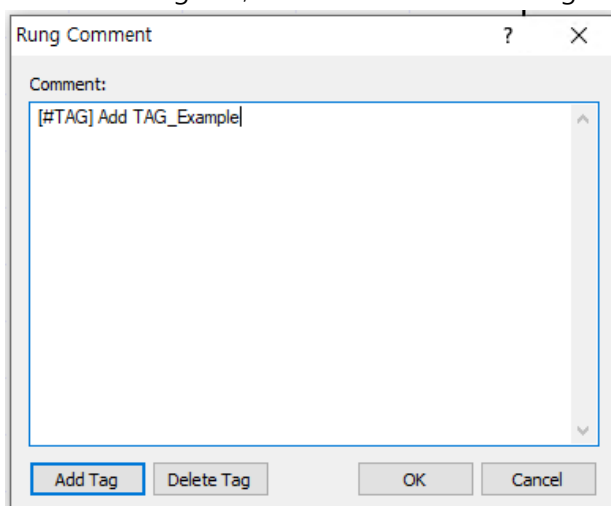 Rung Comment ? ×
Comment:
[#TAG] Add TAG_Example
Add Tag Delete Tag OK Cancel